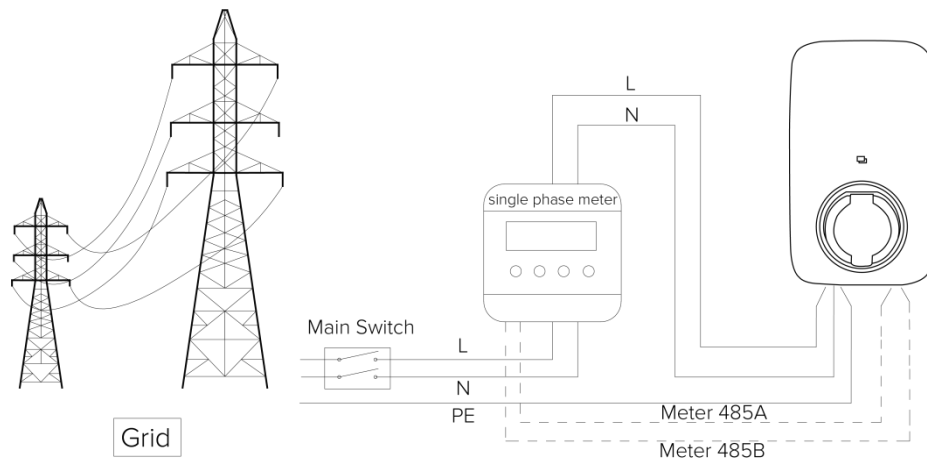 L
N
single phase meter
Main Switch
L
N
PE
Meter 485A
Meter 485B
Grid